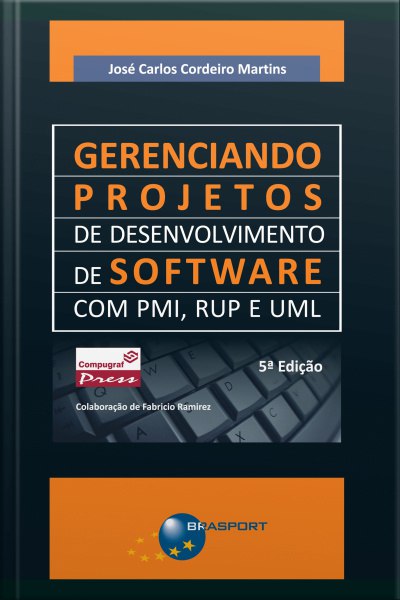 José Carlos Cordeiro Martins
GERENCIANDO
PROJETOS
DE DESENVOLVIMENTO
DE SOFTWARE
COM PMI, RUP E UML
Compugraf
Press
5ª Edição
Colaboração de Fabricio Ramirez
BRASPORT